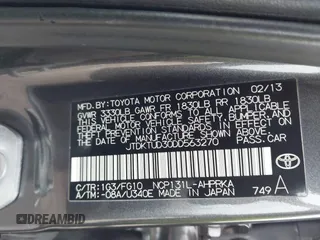 MFD. BY: TOYOTA MOTOR CORPORATION 02/13
GVWR 3230LB GAWR FR 1830LB RR 1830LB
THIS VEHICLE CONFORMS TO ALL APPLICABLE
FEDERAL MOTOR VEHICLE SAFETY, BUMPER, AND
THEFT PREVENTION STANDARDS IN EFFECT ON
THE DATE OF MANUFACTURE SHOWN ABOVE.
JTDKTUD30DD563270 PASS.CAR
C/TR:1G3/FG10 NCP131L-AHPRKA
A/TM:-08A/U340E MADE IN JAPAN 749 A
TOYOTA